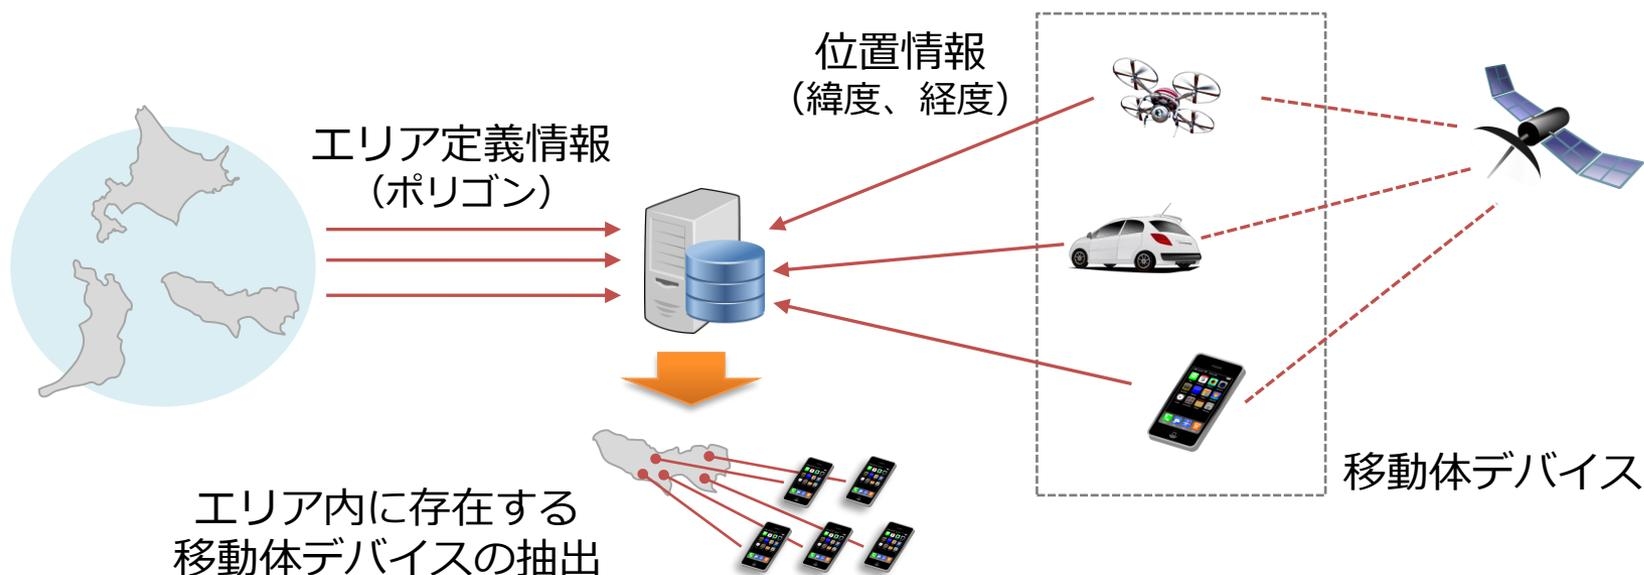 位置情報
（緯度、経度）
エリア定義情報
（ポリゴン）
移動体デバイス
エリア内に存在する
移動体デバイスの抽出